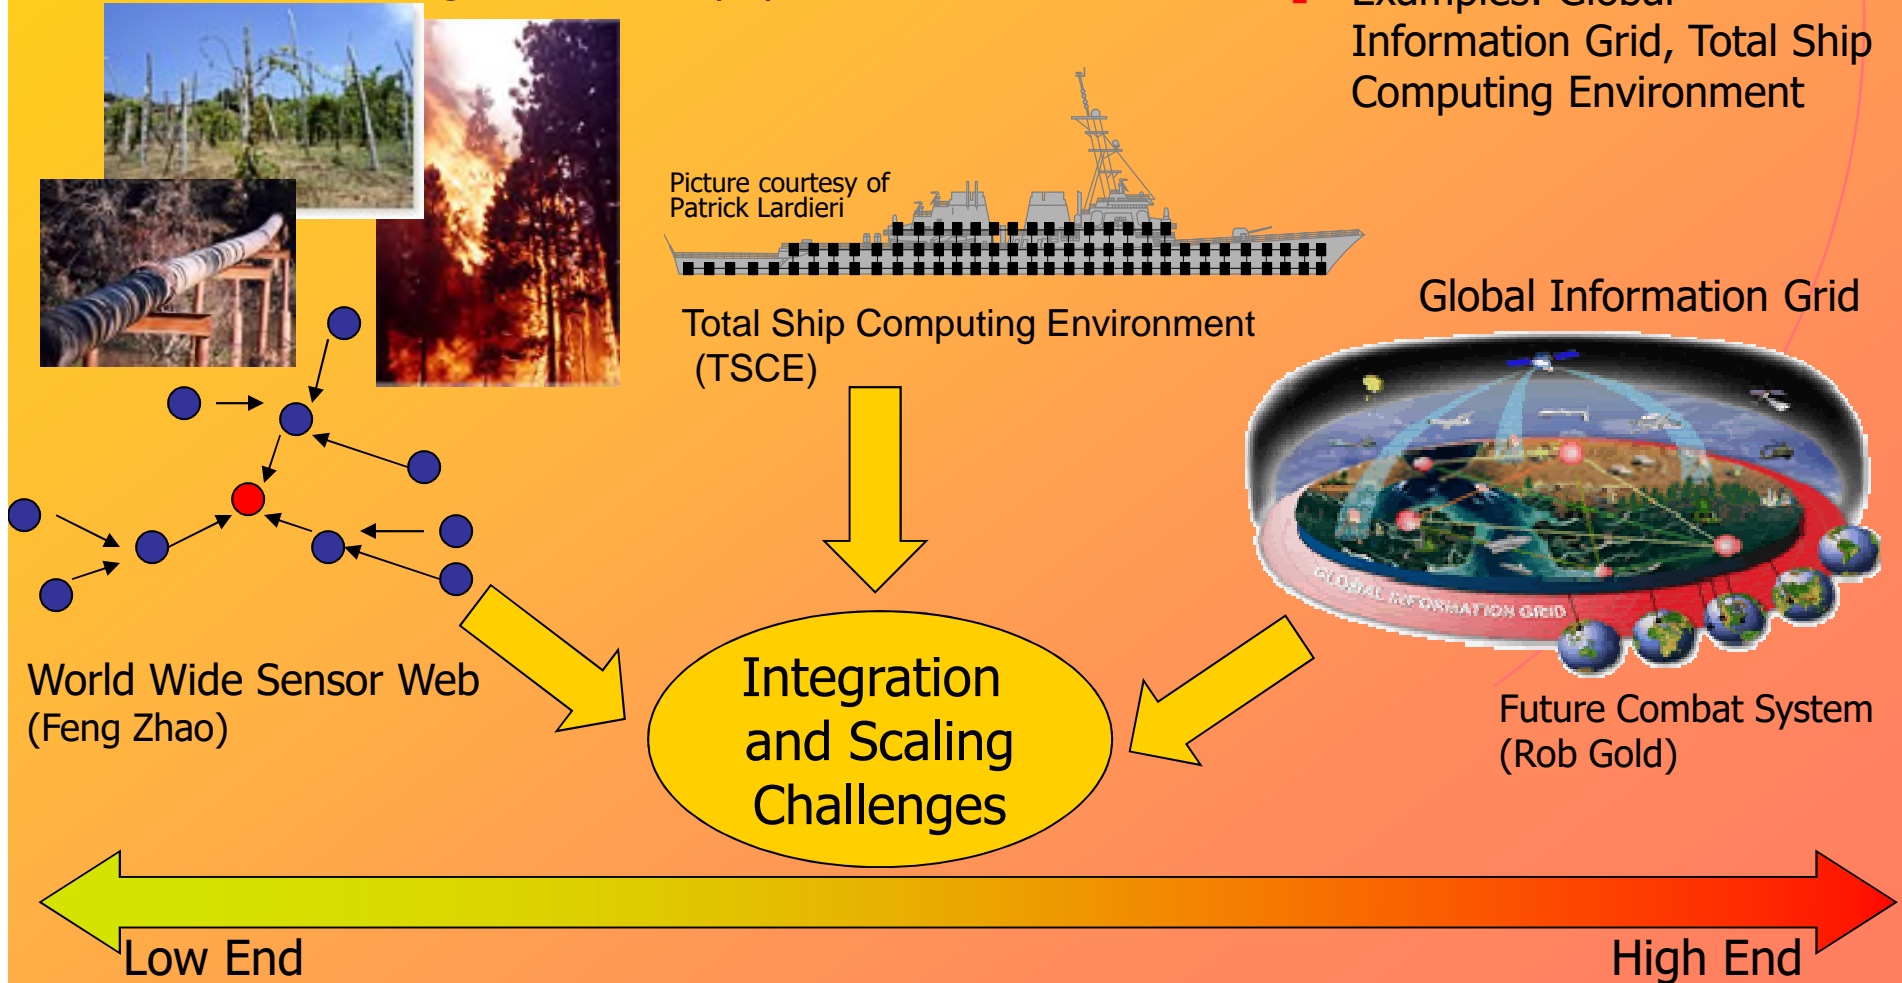 Examples: Global
Information Grid, Total Ship
Computing Environment
Picture courtesy of
Patrick Lardieri
Total Ship Computing Environment
(TSCE)
Global Information Grid
GLOBAL INFORMATION GRID
World Wide Sensor Web
(Feng Zhao)
Integration
and Scaling
Challenges
Future Combat System
(Rob Gold)
Low End
High End